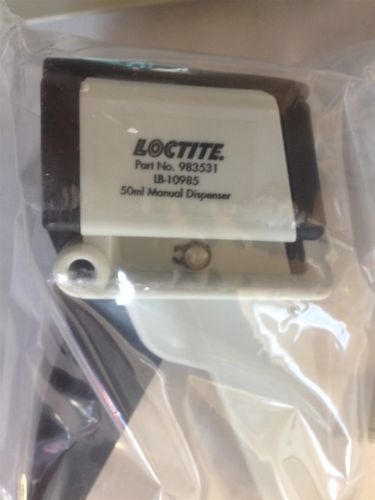 LOCTITE.
Part No. 983531
LB-10985
50ml Manual Dispenser